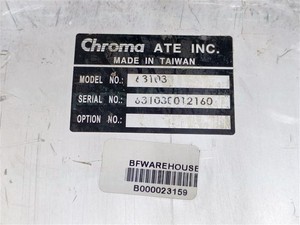 Chroma ATE INC.
MADE IN TAIWAN
MODEL NO.: 63103
SERIAL NO.: 631030012160
OPTION NO.:
BFWAREHOUSE
B000023159